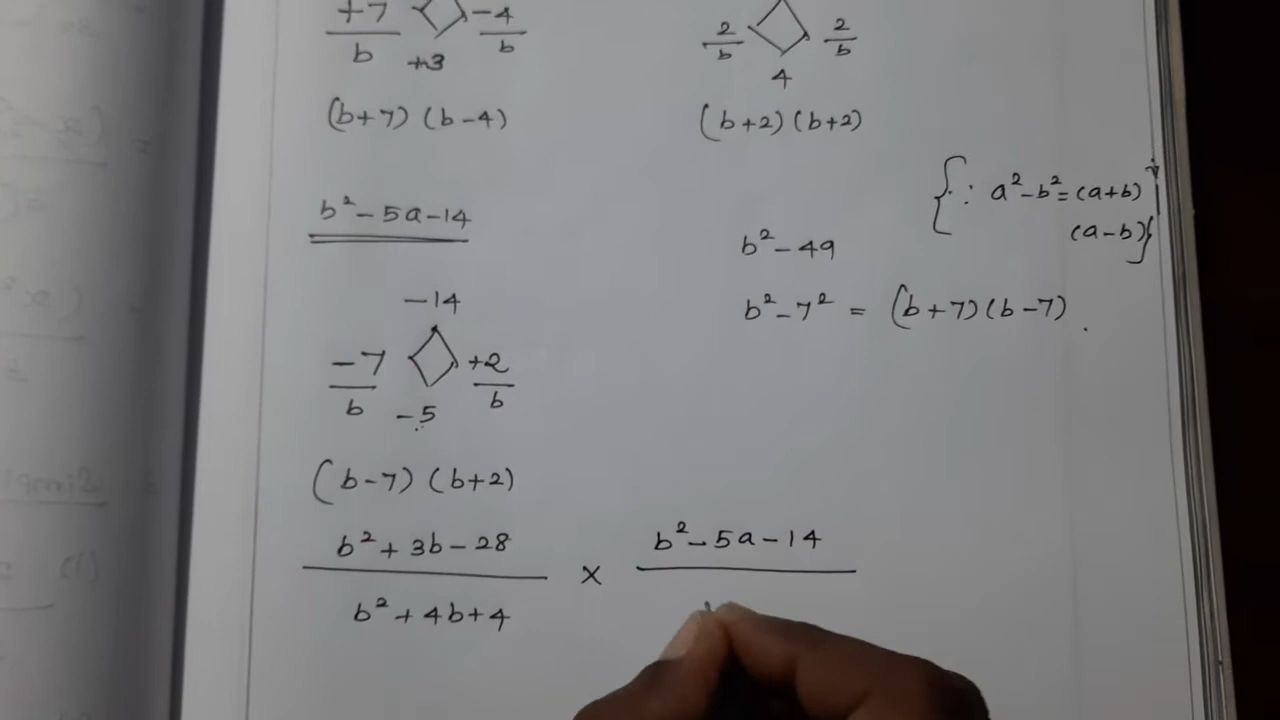 +7/b -4/b
+3
(b+7) (b-4)
2/b 2/b
4
(b+2) (b+2)
b²-5a-14
-14
-7/b +2/b
-5
(b-7) (b+2)
{∵ a²-b²=(a+b)
(a-b)}
b²-49
b²-7² = (b+7)(b-7).
b²+3b-28 / b²+4b+4 × b²-5a-14